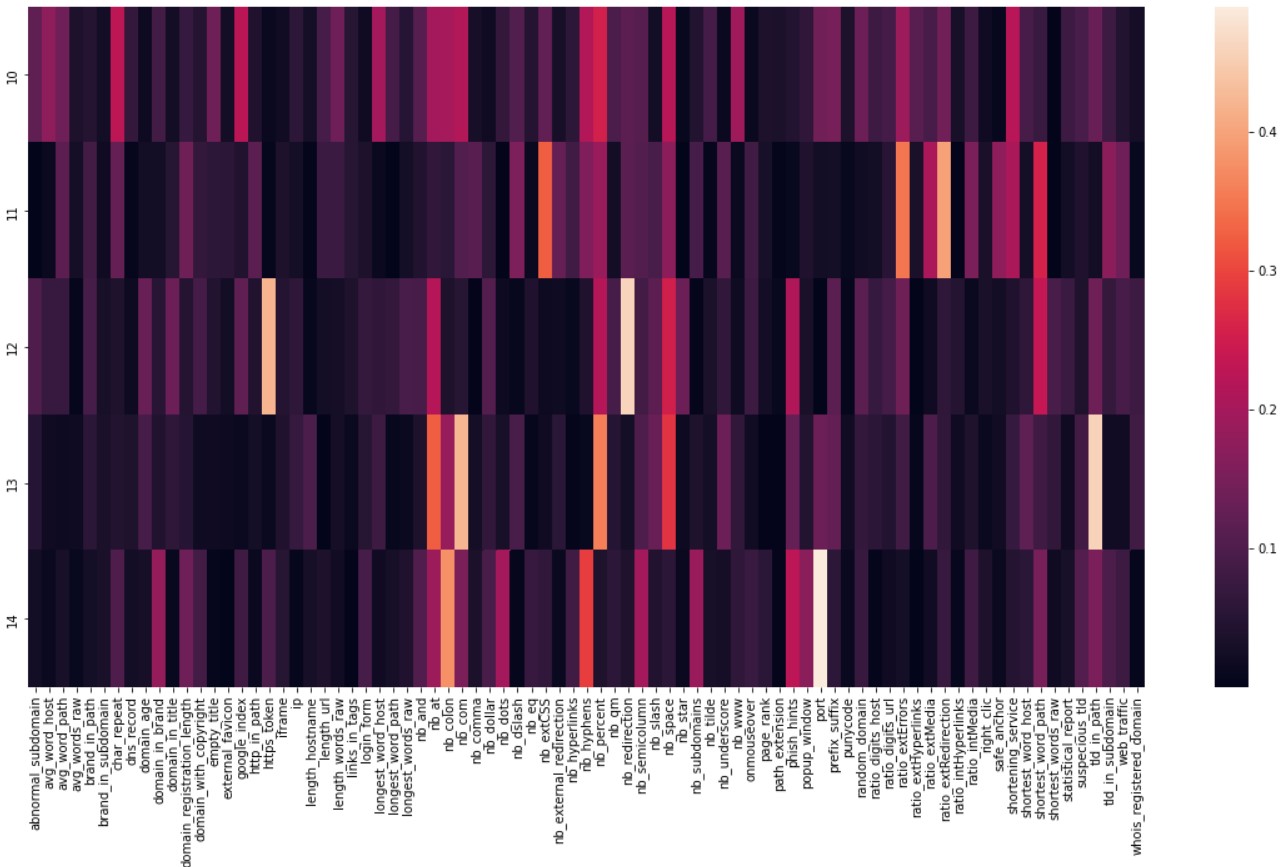 10
11
12
13
14
0.4
0.3
0.2
0.1
abnormal_subdomain
avg_word_host
avg_word_path
avg_words_raw
brand_in_path
brand_in_subdomain
char_repeat
dns_record
domain_age
domain_in_brand
domain_in_title
domain_registration_length
domain_with_copyright
empty_title
external_favicon
google_index
http_in_path
https_token
iframe
ip
length_hostname
length_url
length_words_raw
links_in_tags
login_form
longest_word_host
longest_word_path
longest_words_raw
nb_and
nb_at
nb_colon
nb_com
nb_comma
nb_dollar
nb_dots
nb_dslash
nb_eq
nb_extCSS
nb_external_redirection
nb_hyperlinks
nb_hyphens
nb_percent
nb_qm
nb_redirection
nb_semicolumn
nb_slash
nb_space
nb_star
nb_subdomains
nb_tilde
nb_underscore
nb_www
onmouseover
page_rank
path_extension
phish_hints
popup_window
port
prefix_suffix
punycode
random_domain
ratio_digits_host
ratio_digits_url
ratio_extErrors
ratio_extHyperlinks
ratio_extMedia
ratio_extRedirection
ratio_intHyperlinks
ratio_intMedia
right_clic
safe_anchor
shortening_service
shortest_word_host
shortest_word_path
shortest_words_raw
statistical_report
suspecious_tld
tld_in_path
tld_in_subdomain
web_traffic
whois_registered_domain